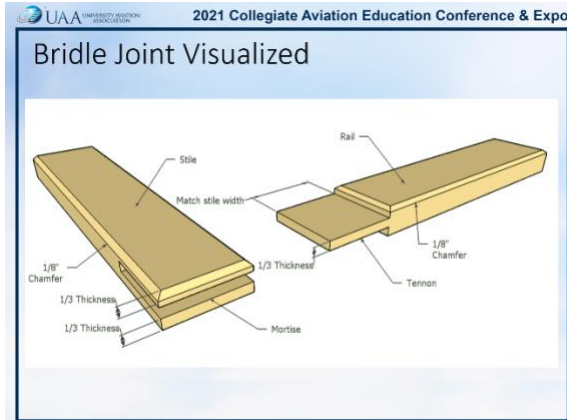 UAA UNIVERSITY AVIATION
ASSOCIATION
2021 Collegiate Aviation Education Conference & Expo
Bridle Joint Visualized
Stile
Rail
Match stile width
1/8"
Chamfer
1/3 Thickness
Tennon
1/8"
Chamfer
1/3 Thickness
1/3 Thickness
Mortise